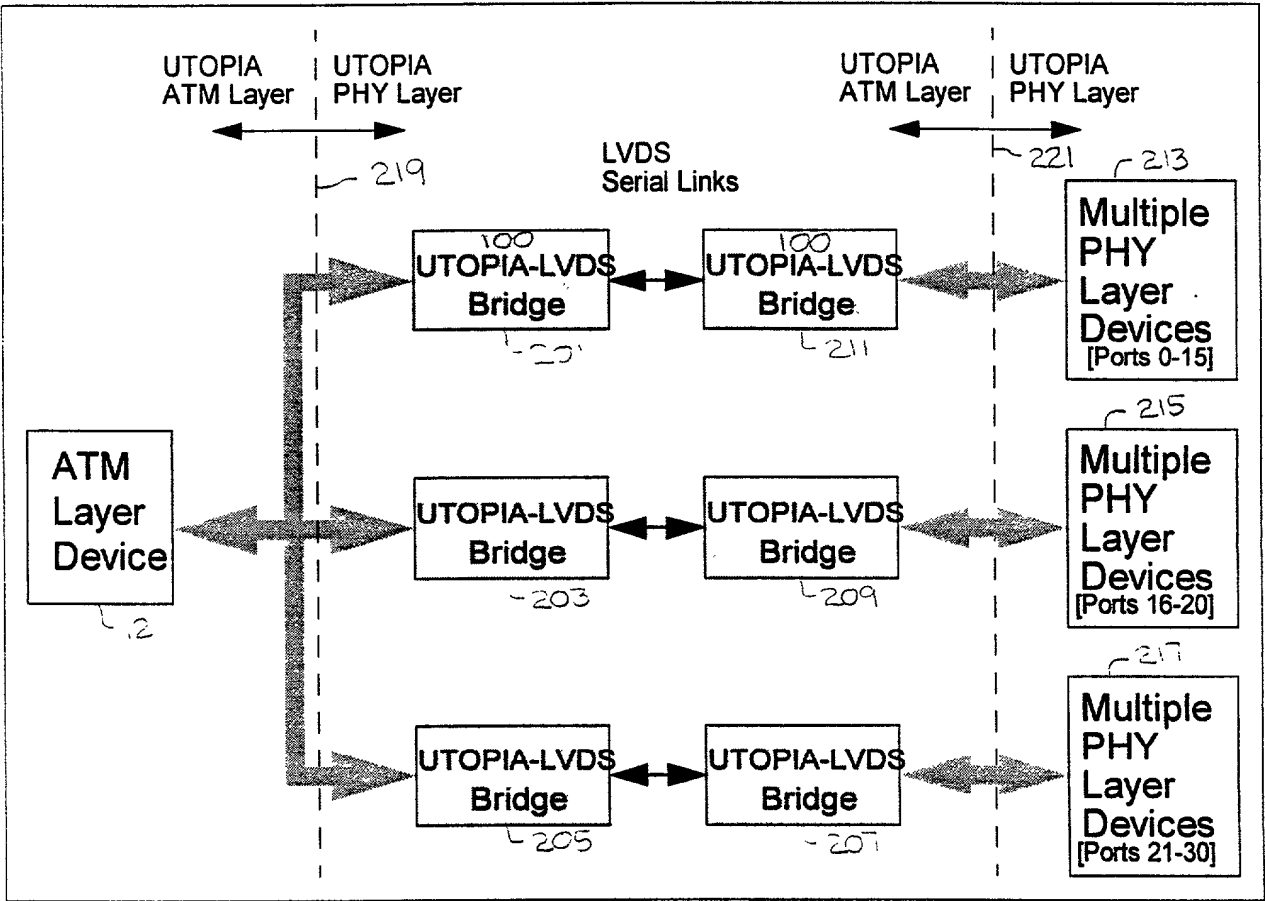 UTOPIA
ATM Layer
UTOPIA
PHY Layer
UTOPIA
ATM Layer
UTOPIA
PHY Layer
219
LVDS
Serial Links
221
213
Multiple
PHY
Layer
Devices
[Ports 0-15]
100
UTOPIA-LVDS
Bridge
100
UTOPIA-LVDS
Bridge
211
215
Multiple
PHY
Layer
Devices
[Ports 16-20]
ATM
Layer
Device
UTOPIA-LVDS
Bridge
203
UTOPIA-LVDS
Bridge
209
217
Multiple
PHY
Layer
Devices
[Ports 21-30]
UTOPIA-LVDS
Bridge
205
UTOPIA-LVDS
Bridge
207